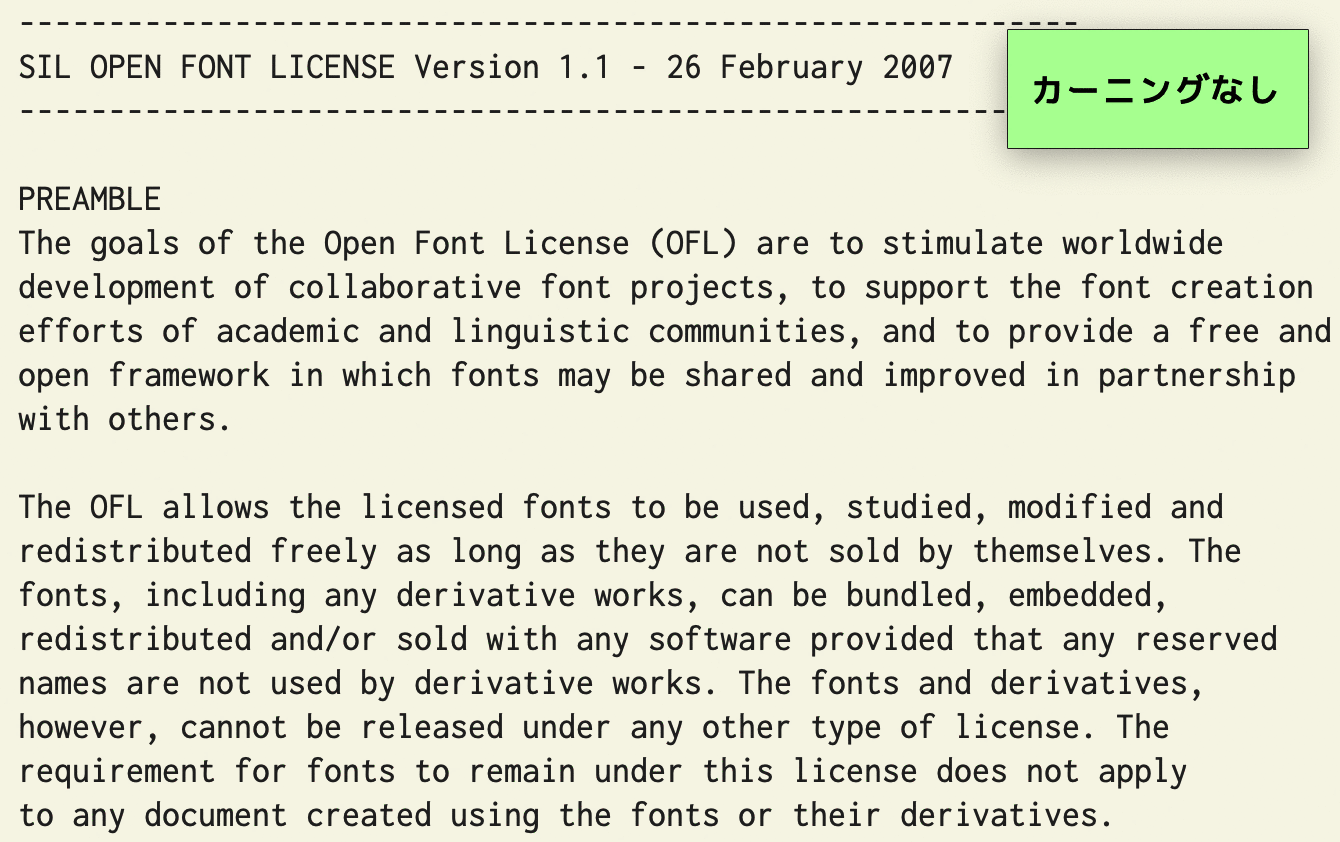 -----------------------------------------------------------
SIL OPEN FONT LICENSE Version 1.1 - 26 February 2007
-------------------------------------------------------
カーニングなし
PREAMBLE
The goals of the Open Font License (OFL) are to stimulate worldwide
development of collaborative font projects, to support the font creation
efforts of academic and linguistic communities, and to provide a free and
open framework in which fonts may be shared and improved in partnership
with others.
The OFL allows the licensed fonts to be used, studied, modified and
redistributed freely as long as they are not sold by themselves. The
fonts, including any derivative works, can be bundled, embedded,
redistributed and/or sold with any software provided that any reserved
names are not used by derivative works. The fonts and derivatives,
however, cannot be released under any other type of license. The
requirement for fonts to remain under this license does not apply
to any document created using the fonts or their derivatives.